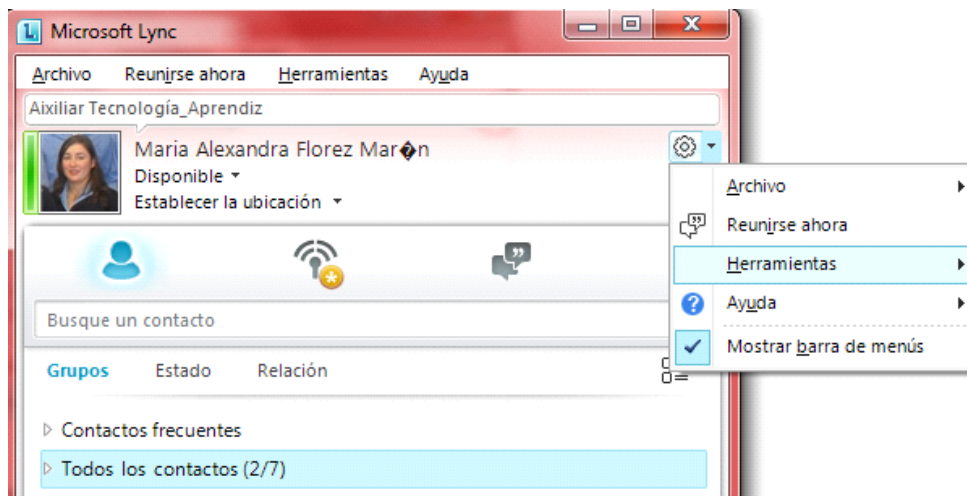 Microsoft Lync
Archivo Reunirse ahora Herramientas Ayuda
Aixiliar Tecnología_Aprendiz
Maria Alexandra Florez Mar�n
Disponible
Establecer la ubicación
Archivo
Reunirse ahora
Herramientas
Ayuda
Mostrar barra de menús
Busque un contacto
Grupos Estado Relación
Contactos frecuentes
Todos los contactos (2/7)